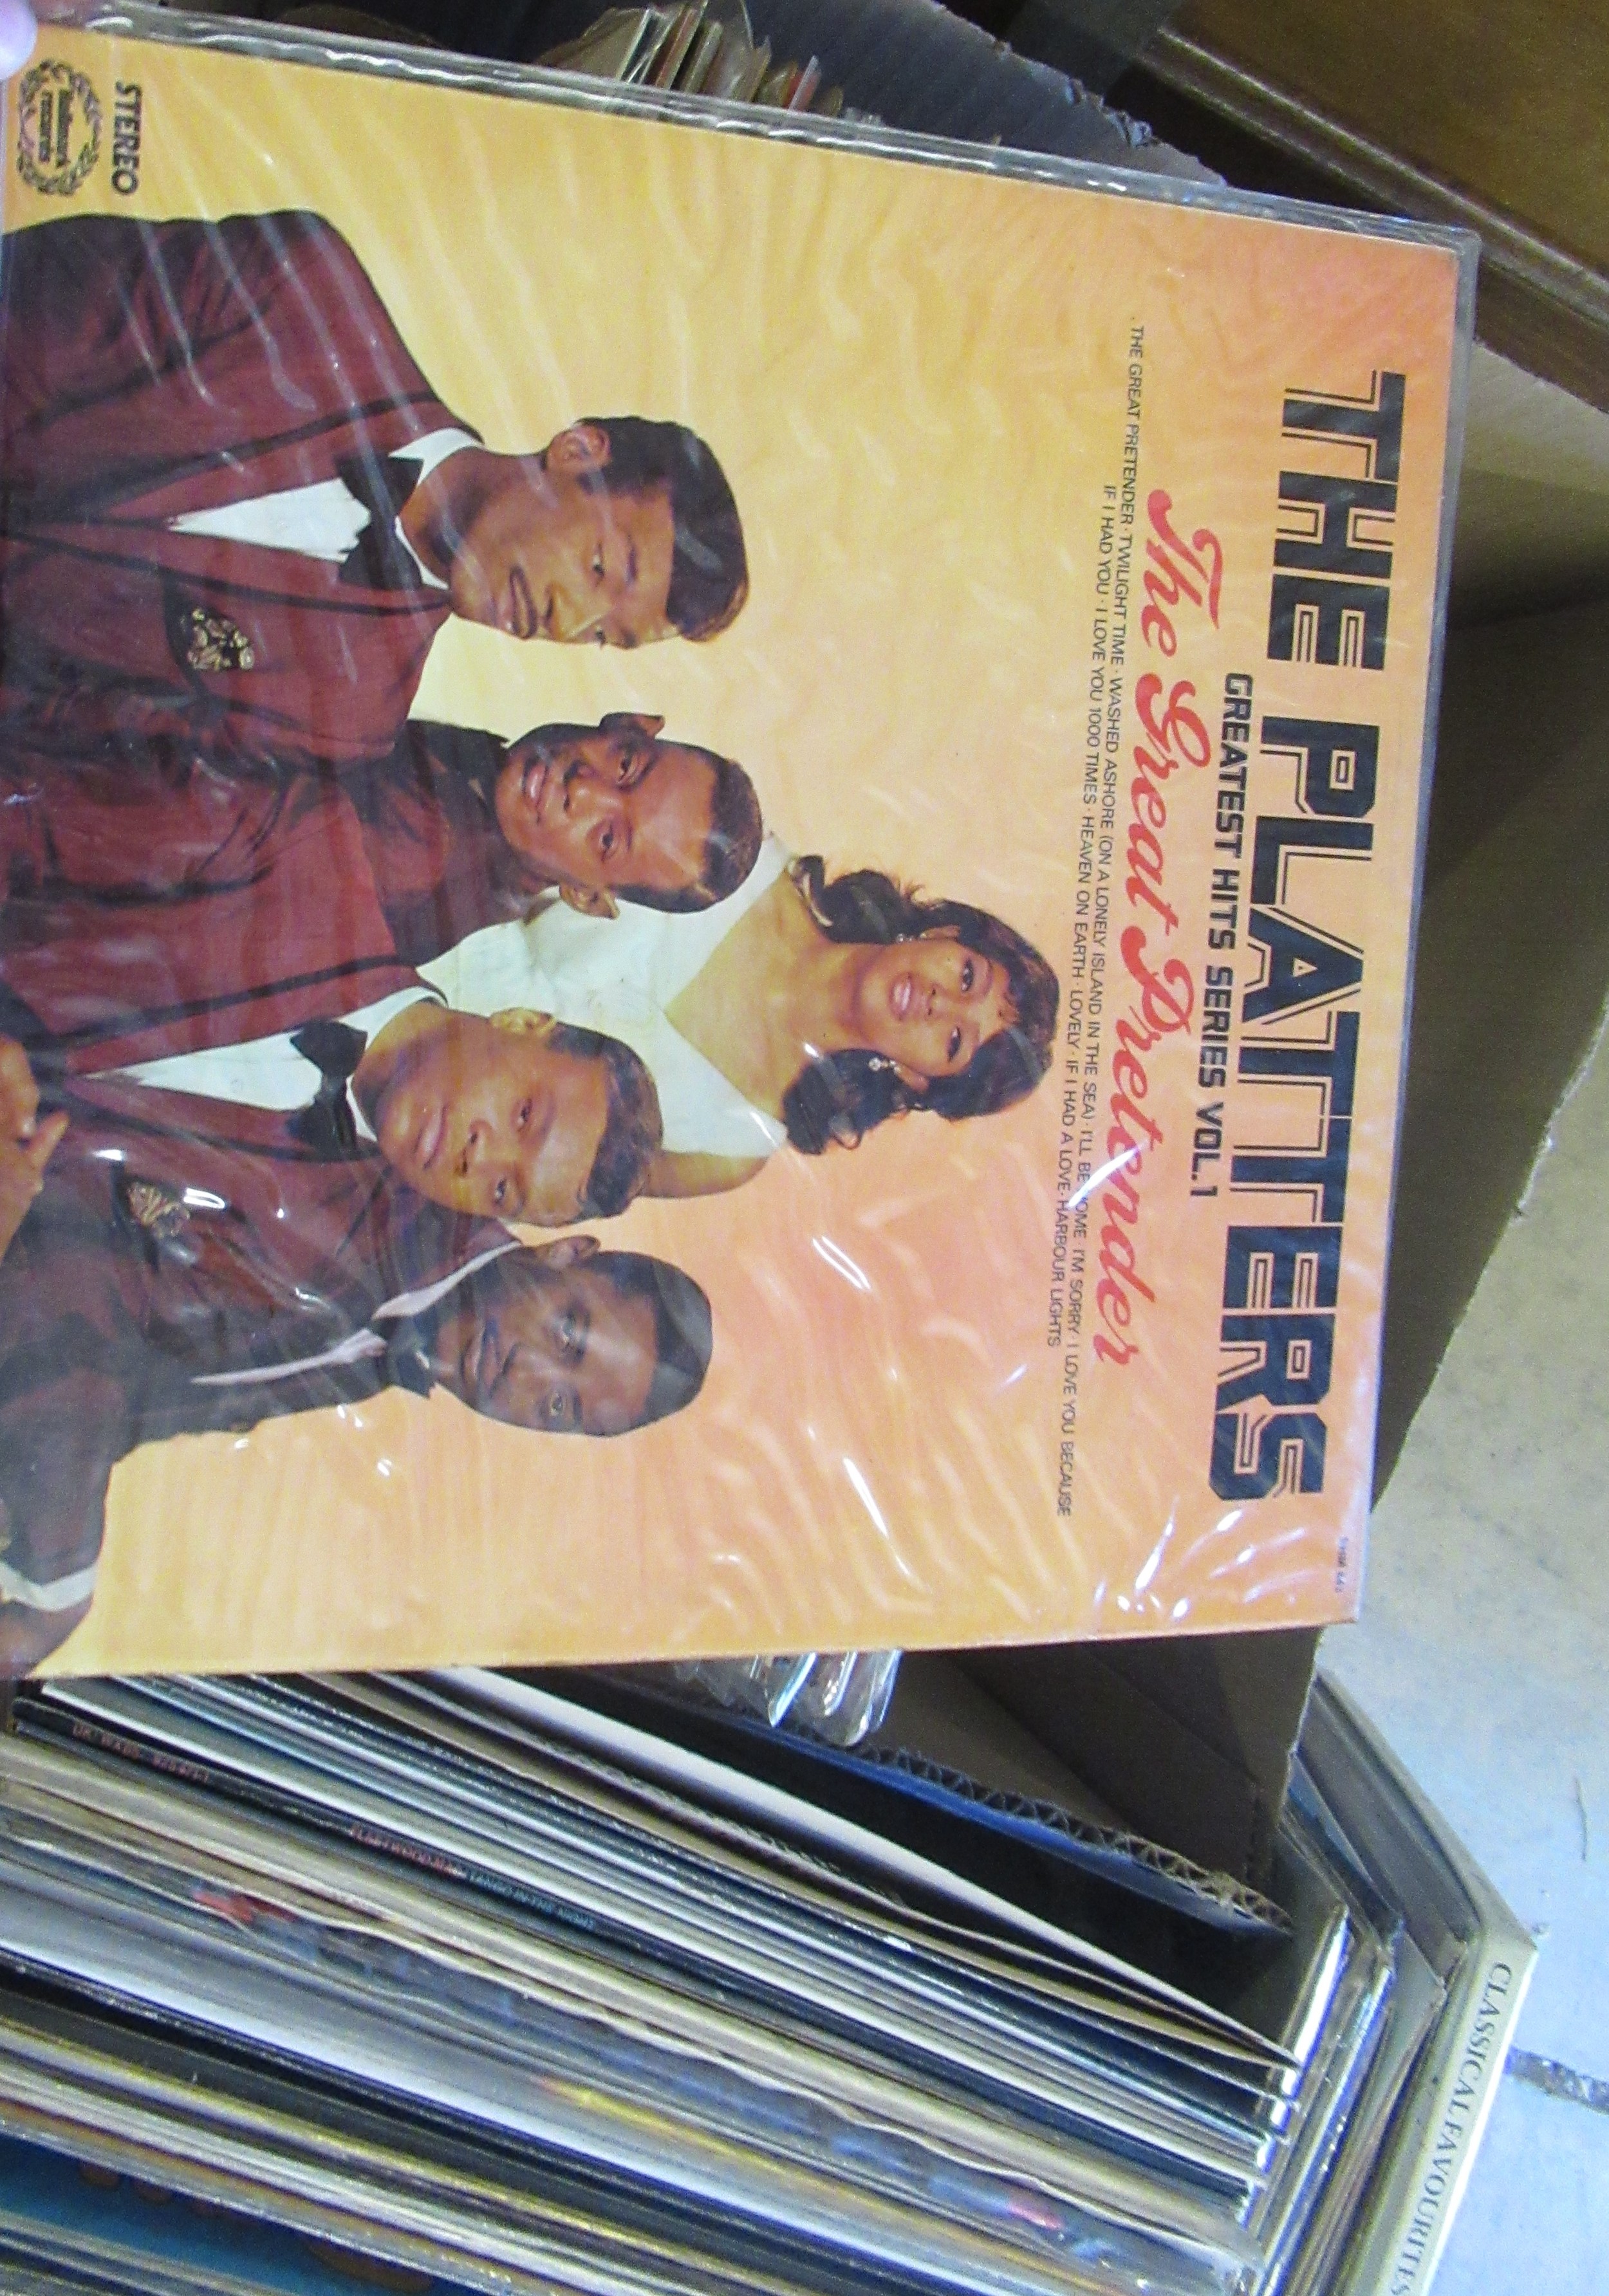 THE PLATTERS
GREATEST HITS SERIES VOL.1
The Great Pretender
· THE GREAT PRETENDER · TWILIGHT TIME · WASHED ASHORE (ON A LONELY ISLAND IN THE SEA) · I'LL BE HOME · I'M SORRY · I LOVE YOU BECAUSE
IF I HAD YOU · I LOVE YOU 1000 TIMES · HEAVEN ON EARTH · LOVELY · IF I HAD A LOVE · HARBOUR LIGHTS
STEREO
Hallmark
records
CLASSICAL FAVOURITES